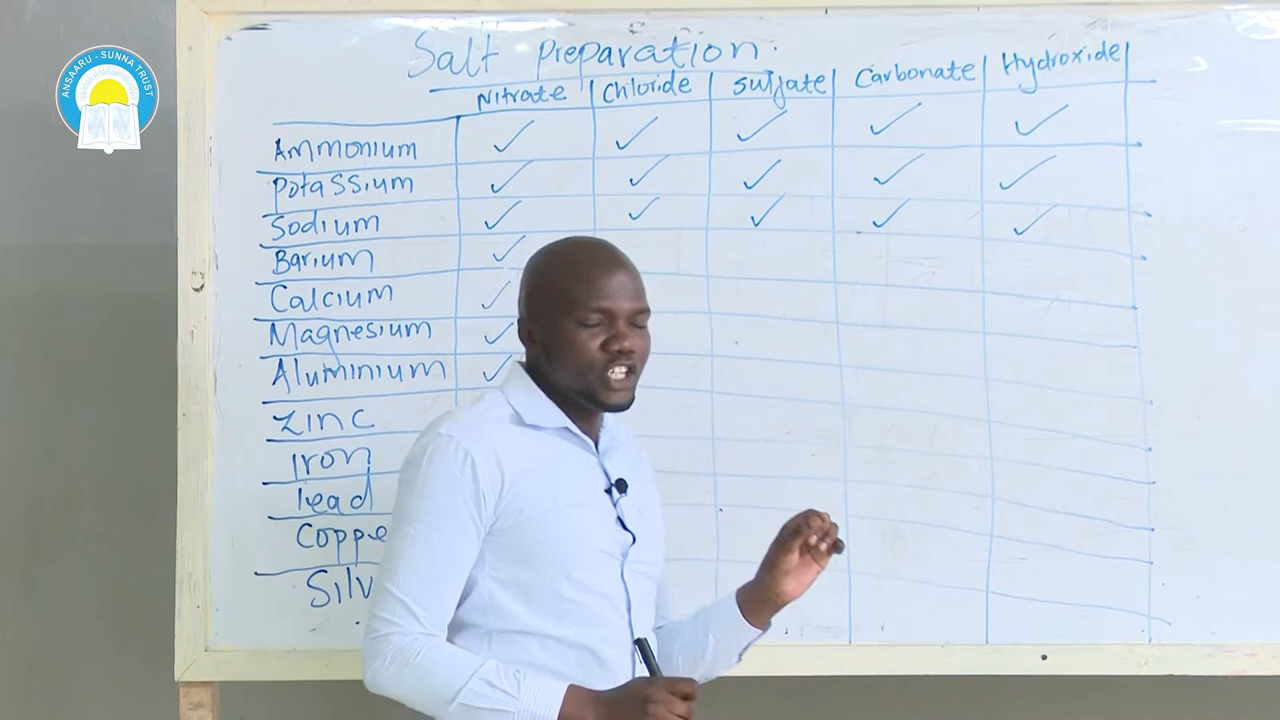 ANSAARU - SUNNA TRUST
Salt Preparation.
Nitrate Chloride Sulfate Carbonate Hydroxide
Ammonium ✓ ✓ ✓ ✓ ✓
Potassium ✓ ✓ ✓ ✓ ✓
Sodium ✓ ✓ ✓ ✓ ✓
Barium ✓
Calcium ✓
Magnesium ✓
Aluminium ✓
Zinc
Iron
lead
Coppe
Silv